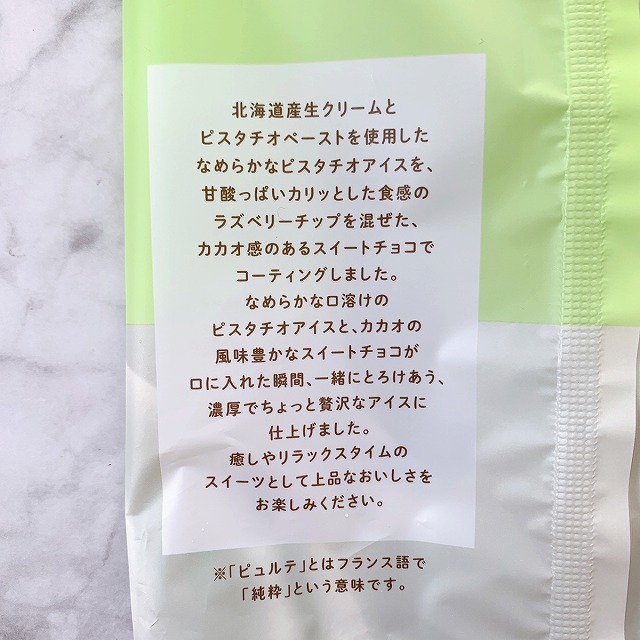 北海道産生クリームと
ピスタチオペーストを使用した
なめらかなピスタチオアイスを、
甘酸っぱいカリッとした食感の
ラズベリーチップを混ぜた、
カカオ感のあるスイートチョコで
コーティングしました。
なめらかな口溶けの
ピスタチオアイスと、カカオの
風味豊かなスイートチョコが
口に入れた瞬間、一緒にとろけあう、
濃厚でちょっと贅沢なアイスに
仕上げました。
癒しやリラックスタイムの
スイーツとして上品なおいしさを
お楽しみください。
※「ピュルテ」とはフランス語で
「純粋」という意味です。